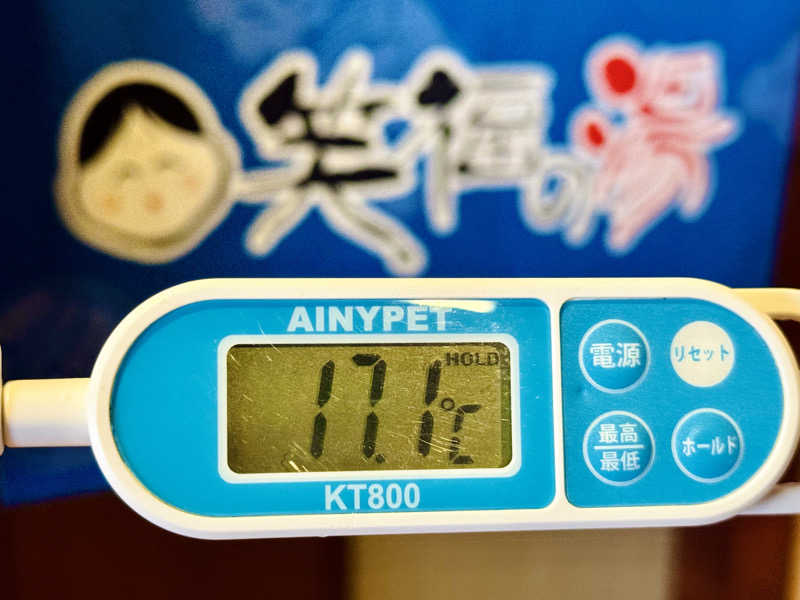 笑福の湯
AINYPET
HOLD
17.1℃
KT800
電源
リセット
最高
最低
ホールド